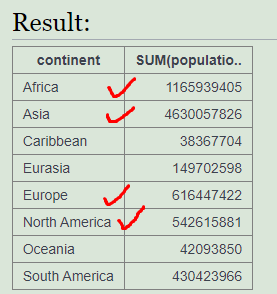 Result:
continent SUM(populatio..
Africa 1165939405
Asia 4630057826
Caribbean 38367704
Eurasia 149702598
Europe 616447422
North America 542615881
Oceania 42093850
South America 430423966